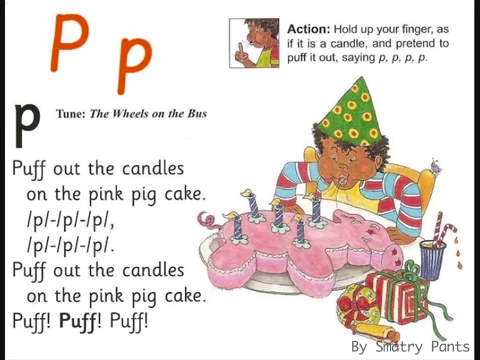 P p
Action: Hold up your finger, as
if it is a candle, and pretend to
puff it out, saying p, p, p, p.
p
Tune: The Wheels on the Bus
Puff out the candles
on the pink pig cake.
/p/-/p/-/p/,
/p/-/p/-/p/.
Puff out the candles
on the pink pig cake.
Puff! Puff! Puff!
By Smatry Pants